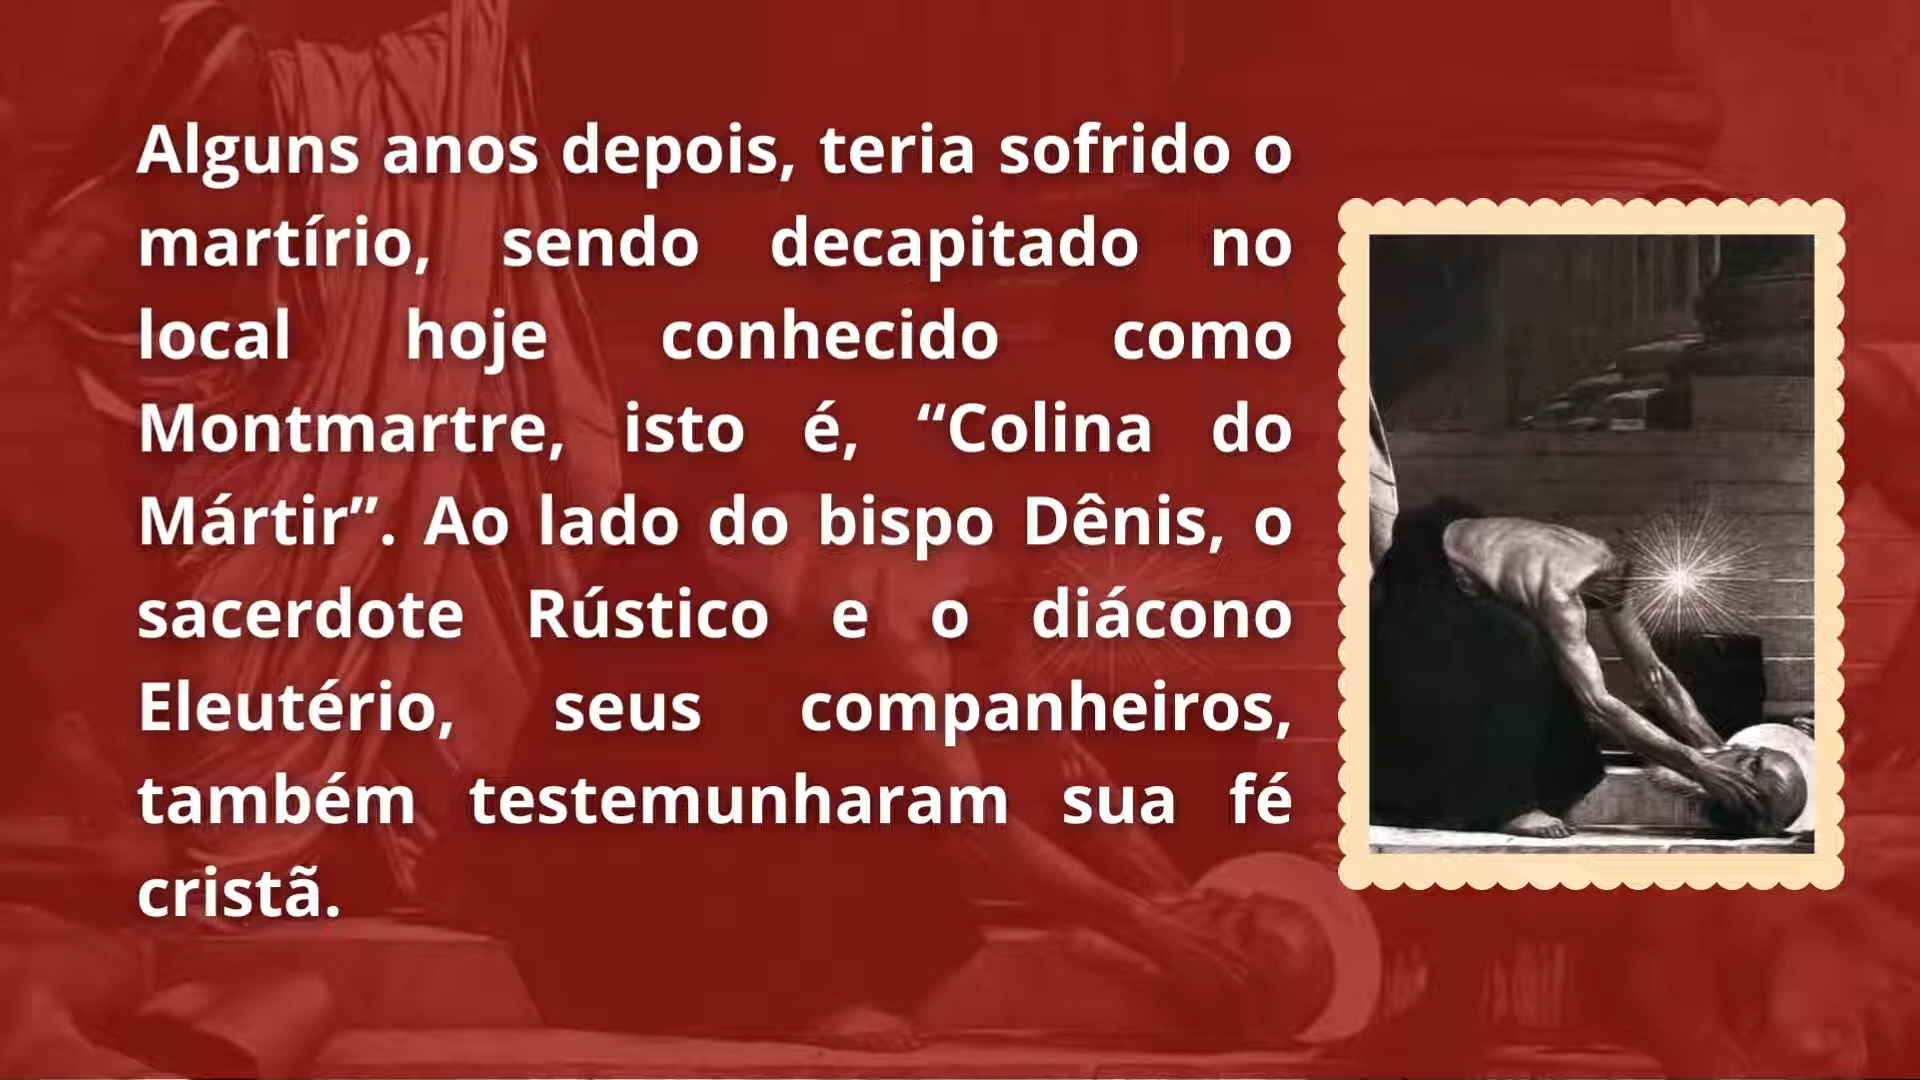 Alguns anos depois, teria sofrido o
martírio, sendo decapitado no
local hoje conhecido como
Montmartre, isto é, “Colina do
Mártir”. Ao lado do bispo Dênis, o
sacerdote Rústico e o diácono
Eleutério, seus companheiros,
também testemunharam sua fé
cristã.